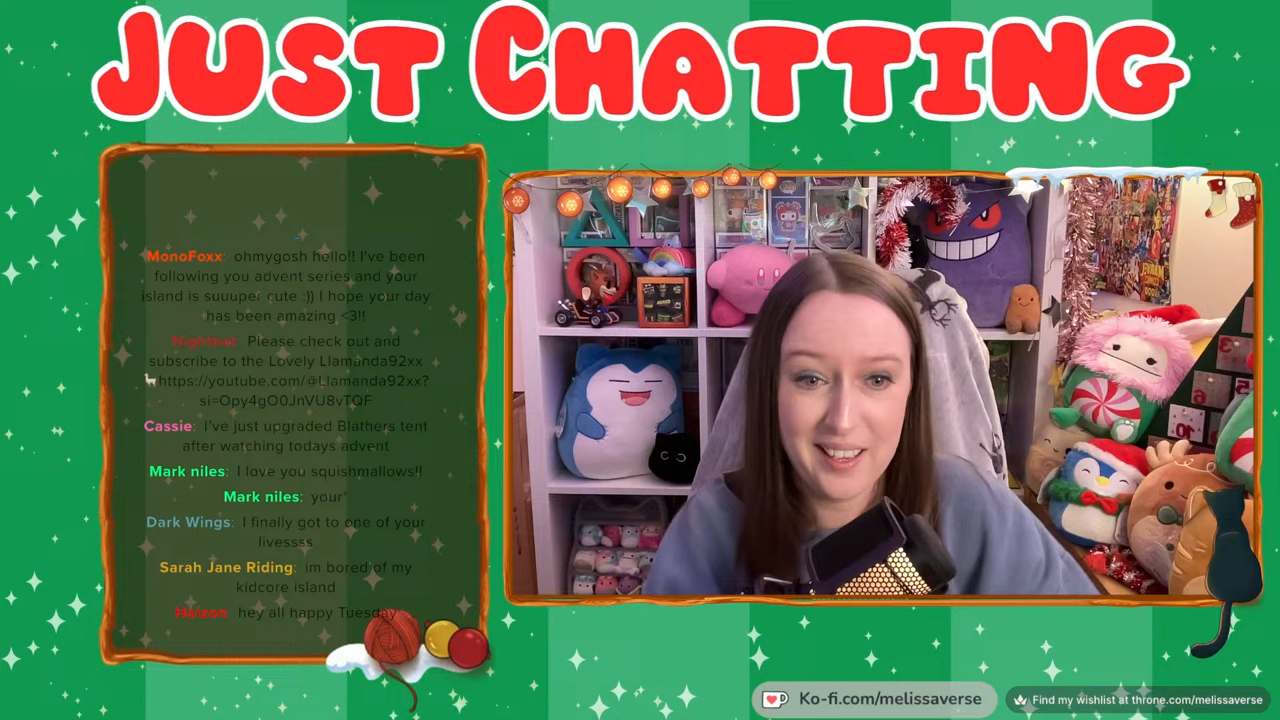 JUST CHATTING
MonoFoxx: ohmygosh hello!! I've been
following you advent series and your
island is suuuper cute :)) I hope your day
has been amazing <3!!
Nightbot: Please check out and
subscribe to the Lovely Llamanda92xx
https://youtube.com/@Llamanda92xx?
si=Opy4gO0JnVU8vTQF
Cassie: I've just upgraded Blathers tent
after watching todays advent
Mark niles: I love you squishmallows!!
Mark niles: your*
Dark Wings: I finally got to one of your
livessss
Sarah Jane Riding: im bored of my
kidcore island
Heizon: hey all happy Tuesday
Ko-fi.com/melissaverse
Find my wishlist at throne.com/melissaverse